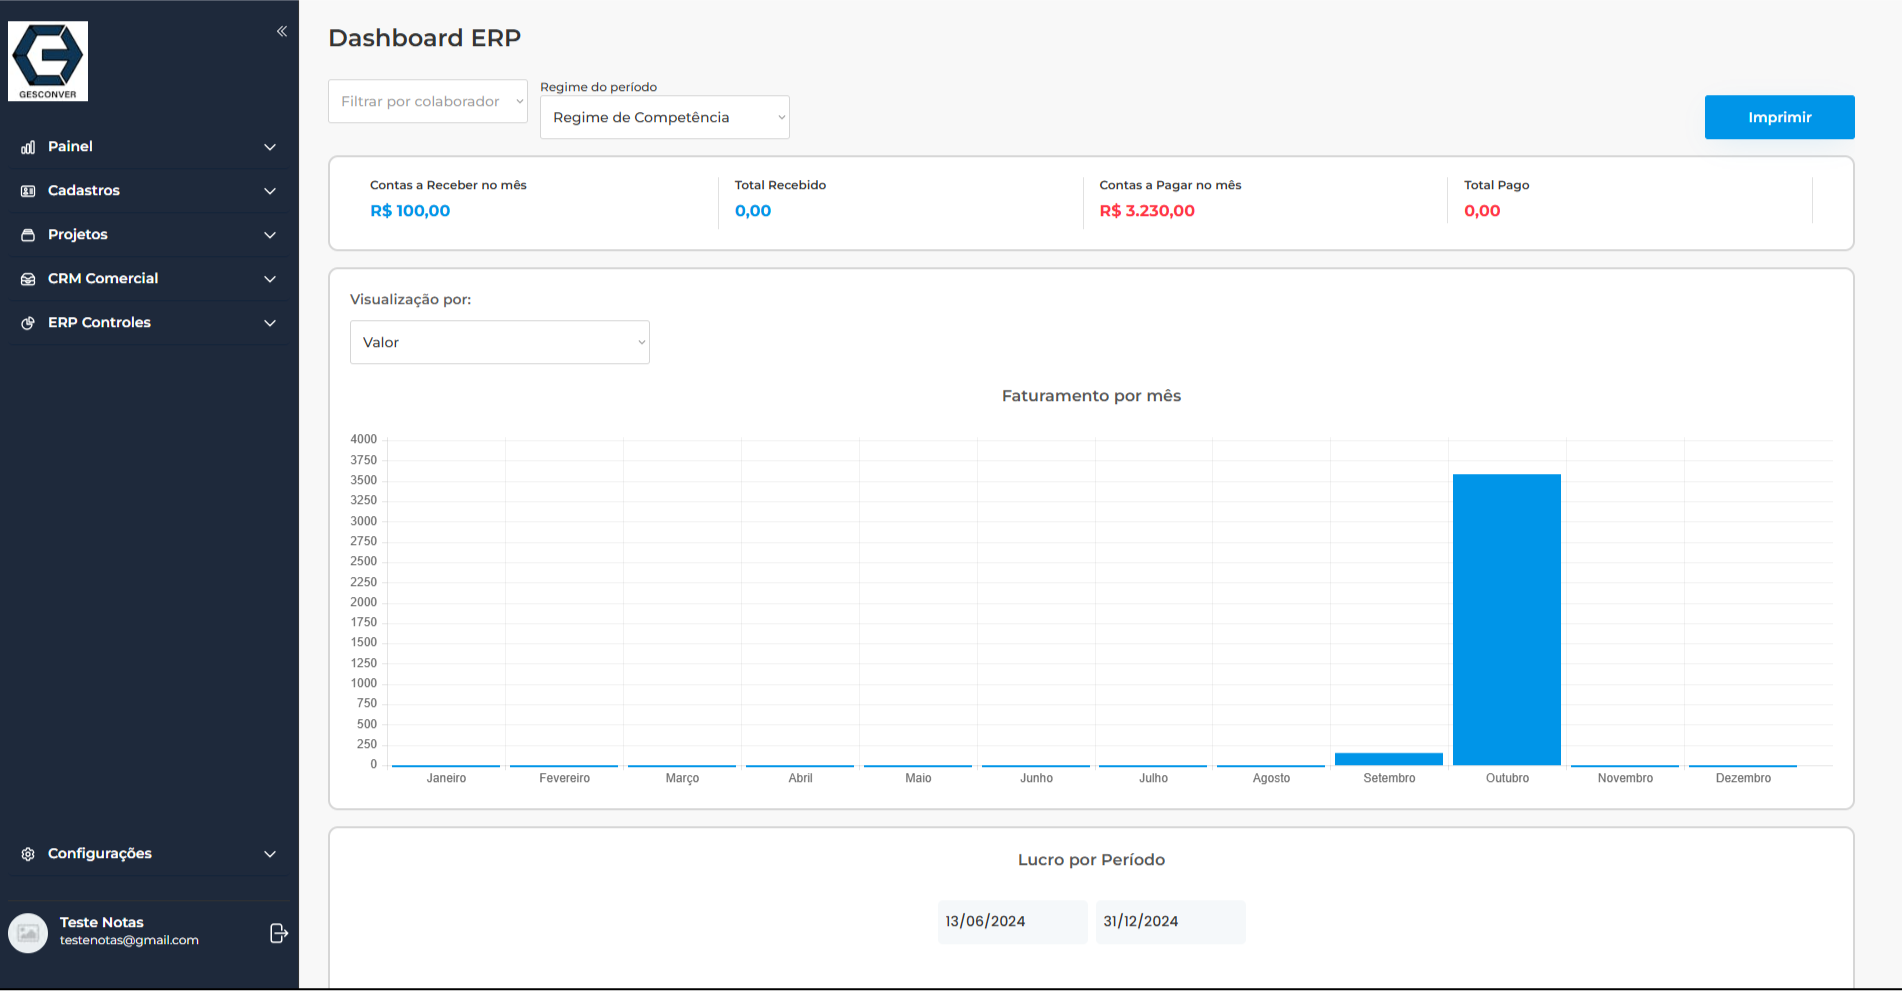 GESCONVER
Painel
Cadastros
Projetos
CRM Comercial
ERP Controles
Configurações
Teste Notas
testenotas@gmail.com
Dashboard ERP
Filtrar por colaborador
Regime do período
Regime de Competência
Imprimir
Contas a Receber no mês
R$ 100,00
Total Recebido
0,00
Contas a Pagar no mês
R$ 3.230,00
Total Pago
0,00
Visualização por:
Valor
Faturamento por mês
4000
3750
3500
3250
3000
2750
2500
2250
2000
1750
1500
1250
1000
750
500
250
0
Janeiro Fevereiro Março Abril Maio Junho Julho Agosto Setembro Outubro Novembro Dezembro
Lucro por Período
13/06/2024 31/12/2024